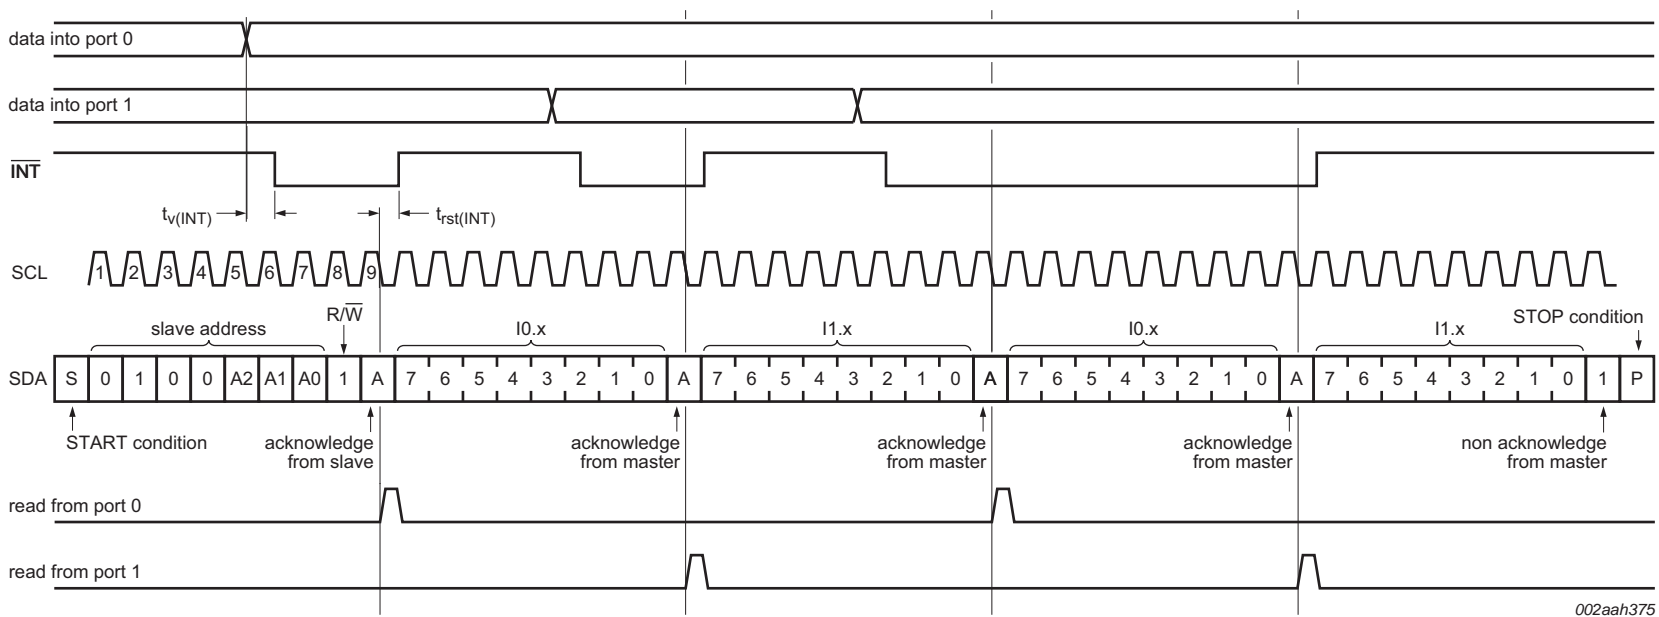 data into port 0
data into port 1
INT
tv(INT)
trst(INT)
SCL
1 2 3 4 5 6 7 8 9
R/W
slave address
I0.x
I1.x
I0.x
I1.x
STOP condition
SDA S 0 1 0 0 A2 A1 A0 1 A 7 6 5 4 3 2 1 0 A 7 6 5 4 3 2 1 0 A 7 6 5 4 3 2 1 0 A 7 6 5 4 3 2 1 0 1 P
START condition
acknowledge
from slave
acknowledge
from master
acknowledge
from master
acknowledge
from master
non acknowledge
from master
read from port 0
read from port 1
002aah375